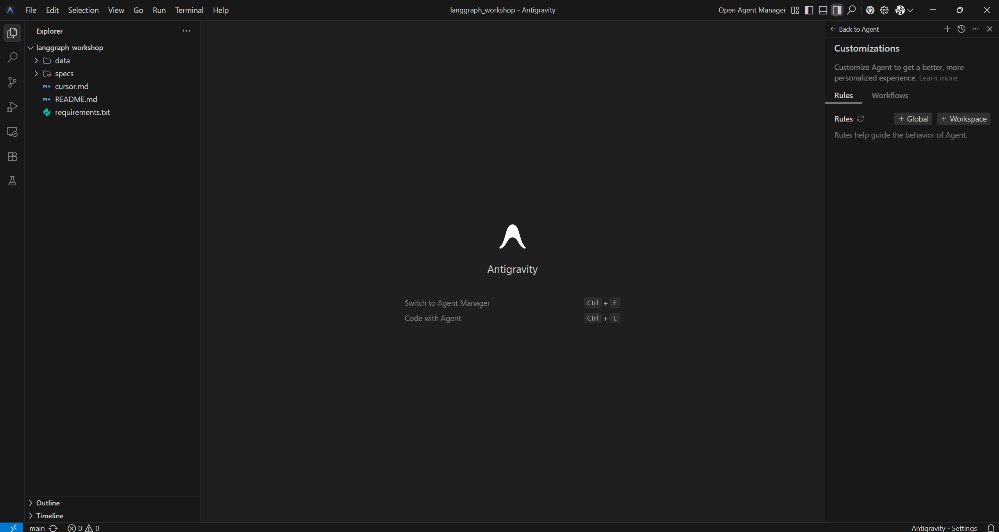 File Edit Selection View Go Run Terminal Help
langgraph_workshop - Antigravity
Open Agent Manager
Explorer
langgraph_workshop
data
specs
cursor.md
README.md
requirements.txt
Outline
Timeline
Antigravity
Switch to Agent Manager Ctrl + E
Code with Agent Ctrl + L
Back to Agent
Customizations
Customize Agent to get a better, more
personalized experience. Learn more.
Rules Workflows
Rules + Global + Workspace
Rules help guide the behavior of Agent.
main 0 0
Antigravity - Settings